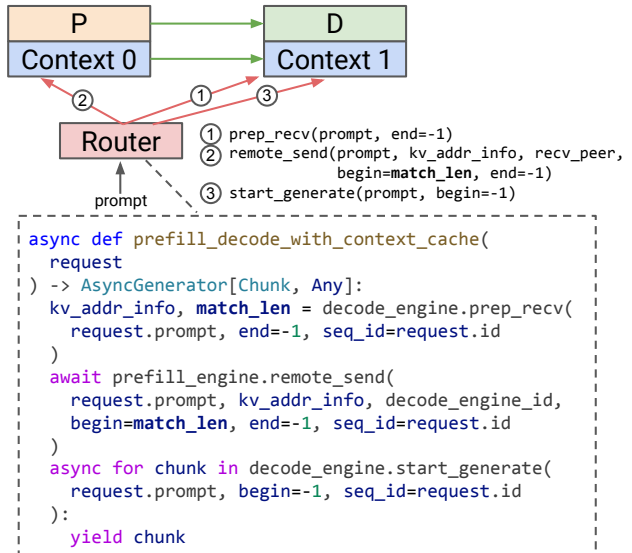 P
D
Context 0
Context 1
2
1
3
Router
prompt
1 prep_recv(prompt, end=-1)
2 remote_send(prompt, kv_addr_info, recv_peer,
begin=match_len, end=-1)
3 start_generate(prompt, begin=-1)
async def prefill_decode_with_context_cache(
  request
) -> AsyncGenerator[Chunk, Any]:
  kv_addr_info, match_len = decode_engine.prep_recv(
    request.prompt, end=-1, seq_id=request.id
  )
  await prefill_engine.remote_send(
    request.prompt, kv_addr_info, decode_engine_id,
    begin=match_len, end=-1, seq_id=request.id
  )
  async for chunk in decode_engine.start_generate(
    request.prompt, begin=-1, seq_id=request.id
  ):
    yield chunk